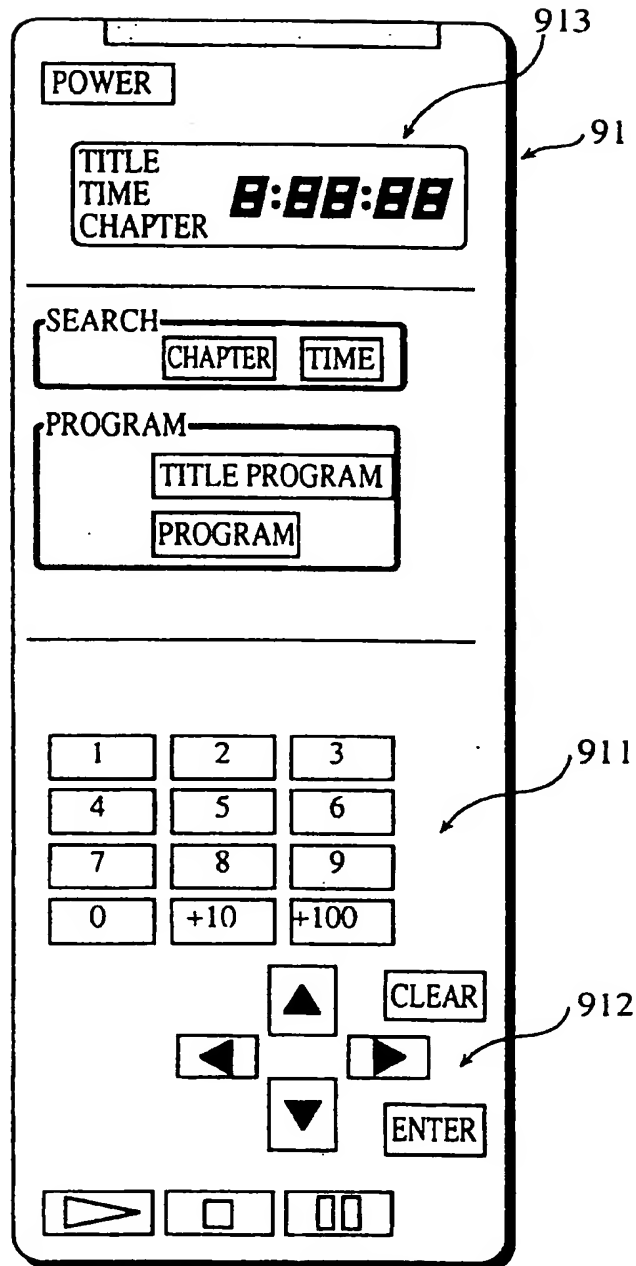 913
POWER
91
TITLE
TIME 8:88:88
CHAPTER
SEARCH
CHAPTER TIME
PROGRAM
TITLE PROGRAM
PROGRAM
1 2 3
911
4 5 6
7 8 9
0 +10 +100
CLEAR
912
ENTER